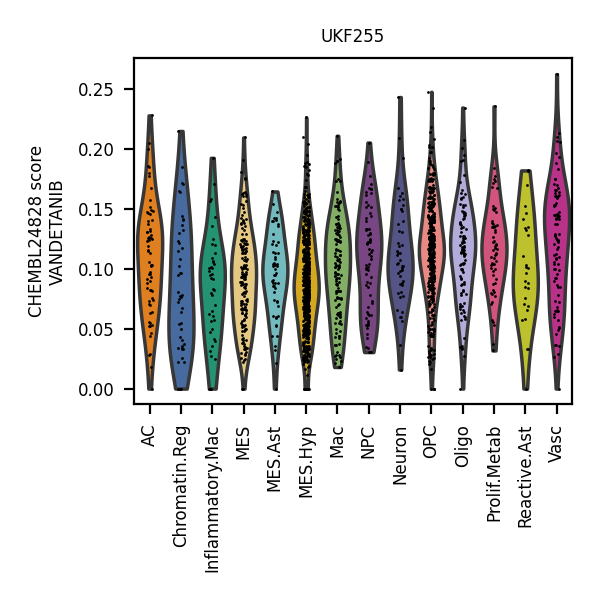 UKF255
CHEMBL24828 score
VANDETANIB
0.25
0.20
0.15
0.10
0.05
0.00
AC
Chromatin.Reg
Inflammatory.Mac
MES
MES.Ast
MES.Hyp
Mac
NPC
Neuron
OPC
Oligo
Prolif.Metab
Reactive.Ast
Vasc